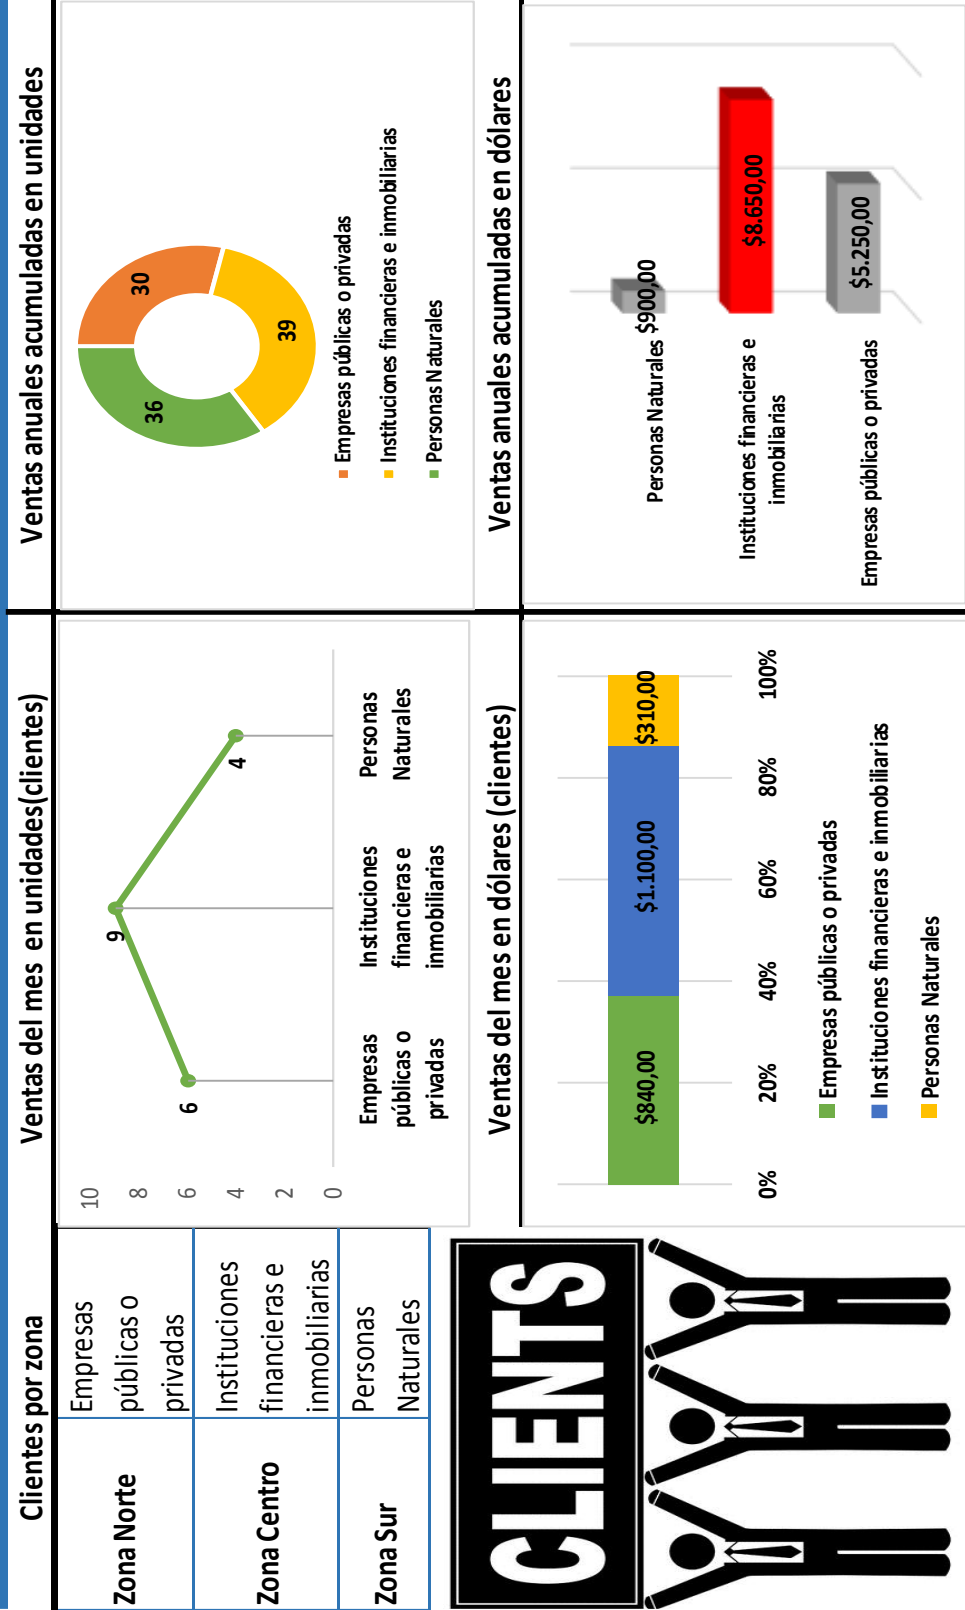 Clientes por zona
Zona Norte
Empresas
públicas o
privadas
Zona Centro
Instituciones
financieras e
inmobiliarias
Zona Sur
Personas
Naturales
CLIENTS
Ventas del mes  en unidades(clientes)
10
8
6
4
2
0
6
9
4
Empresas
públicas o
privadas
Instituciones
financieras e
inmobiliarias
Personas
Naturales
Ventas anuales acumuladas en unidades
30
39
36
Empresas públicas o privadas
Instituciones financieras e inmobiliarias
Personas Naturales
Ventas del mes en dólares (clientes)
$840,00
$1.100,00
$310,00
0%
20%
40%
60%
80%
100%
Empresas públicas o privadas
Instituciones financieras e inmobiliarias
Personas Naturales
Ventas anuales acumuladas en dólares
Personas Naturales
$900,00
Instituciones financieras e
inmobiliarias
$8.650,00
Empresas públicas o privadas
$5.250,00